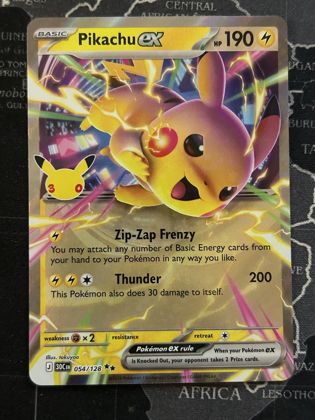 BASIC
Pikachu ex HP 190
30
Zip-Zap Frenzy
You may attach any number of Basic Energy cards from
your hand to your Pokémon in any way you like.
Thunder 200
This Pokémon also does 30 damage to itself.
weakness ×2 resistance retreat
Pokémon ex rule When your Pokémon ex
is Knocked Out, your opponent takes 2 Prize cards.
Illus. takuyoa
J 30C EN 054/128
AFRICA